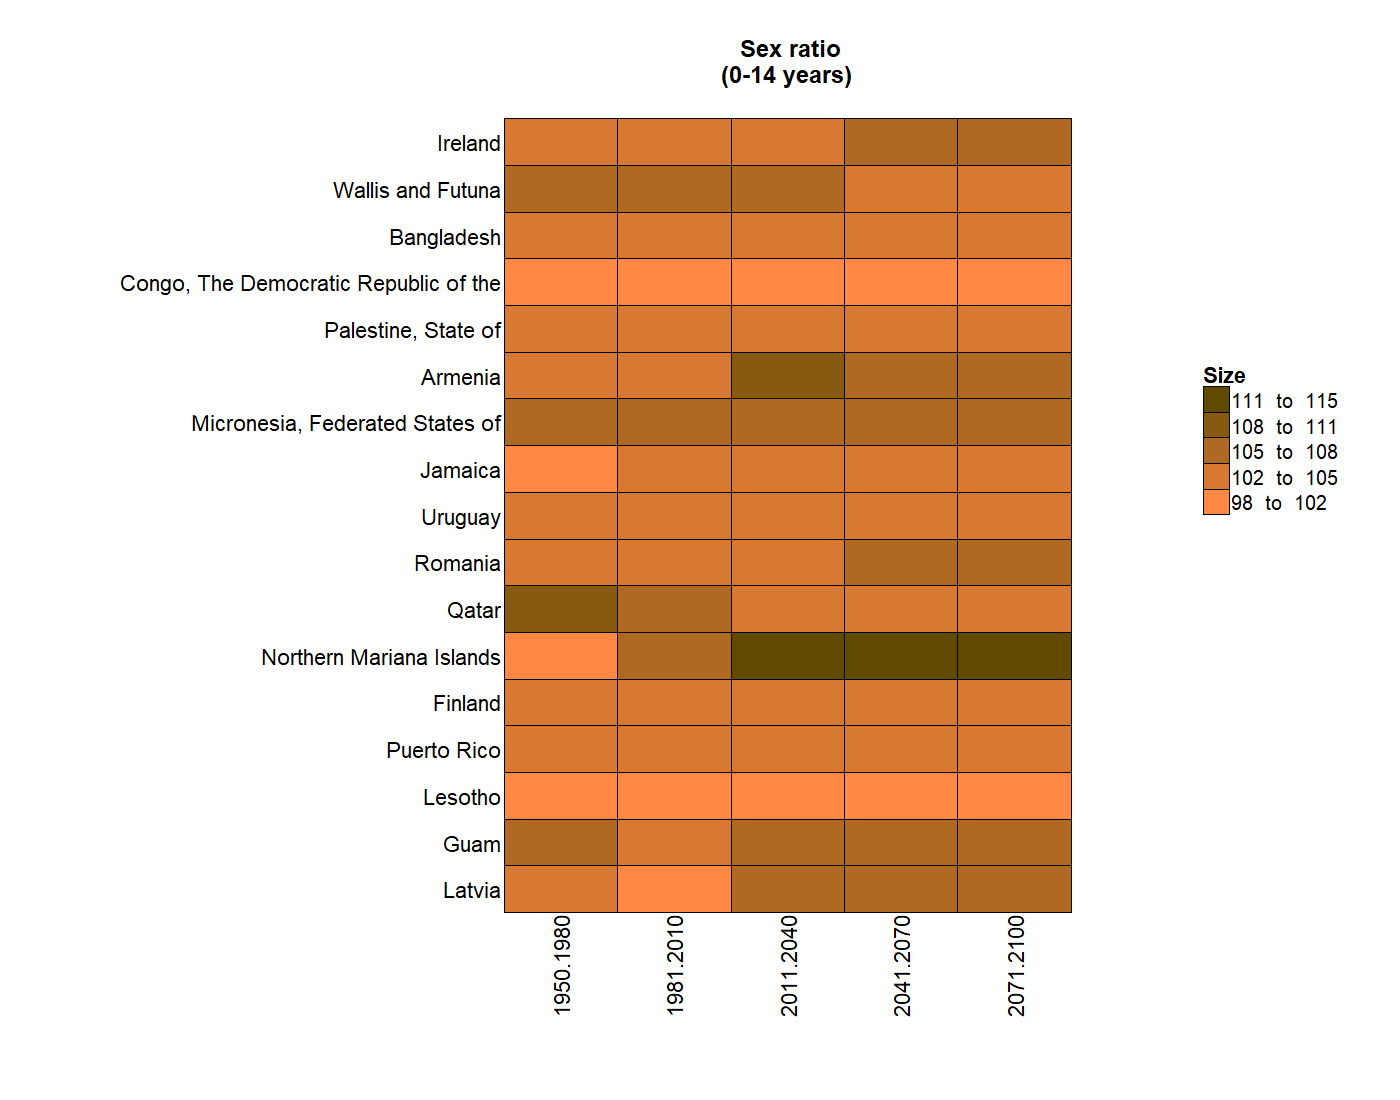 Sex ratio
(0-14 years)
Ireland
Wallis and Futuna
Bangladesh
Congo, The Democratic Republic of the
Palestine, State of
Armenia
Micronesia, Federated States of
Jamaica
Uruguay
Romania
Qatar
Northern Mariana Islands
Finland
Puerto Rico
Lesotho
Guam
Latvia
1950.1980
1981.2010
2011.2040
2041.2070
2071.2100
Size
111 to 115
108 to 111
105 to 108
102 to 105
98 to 102